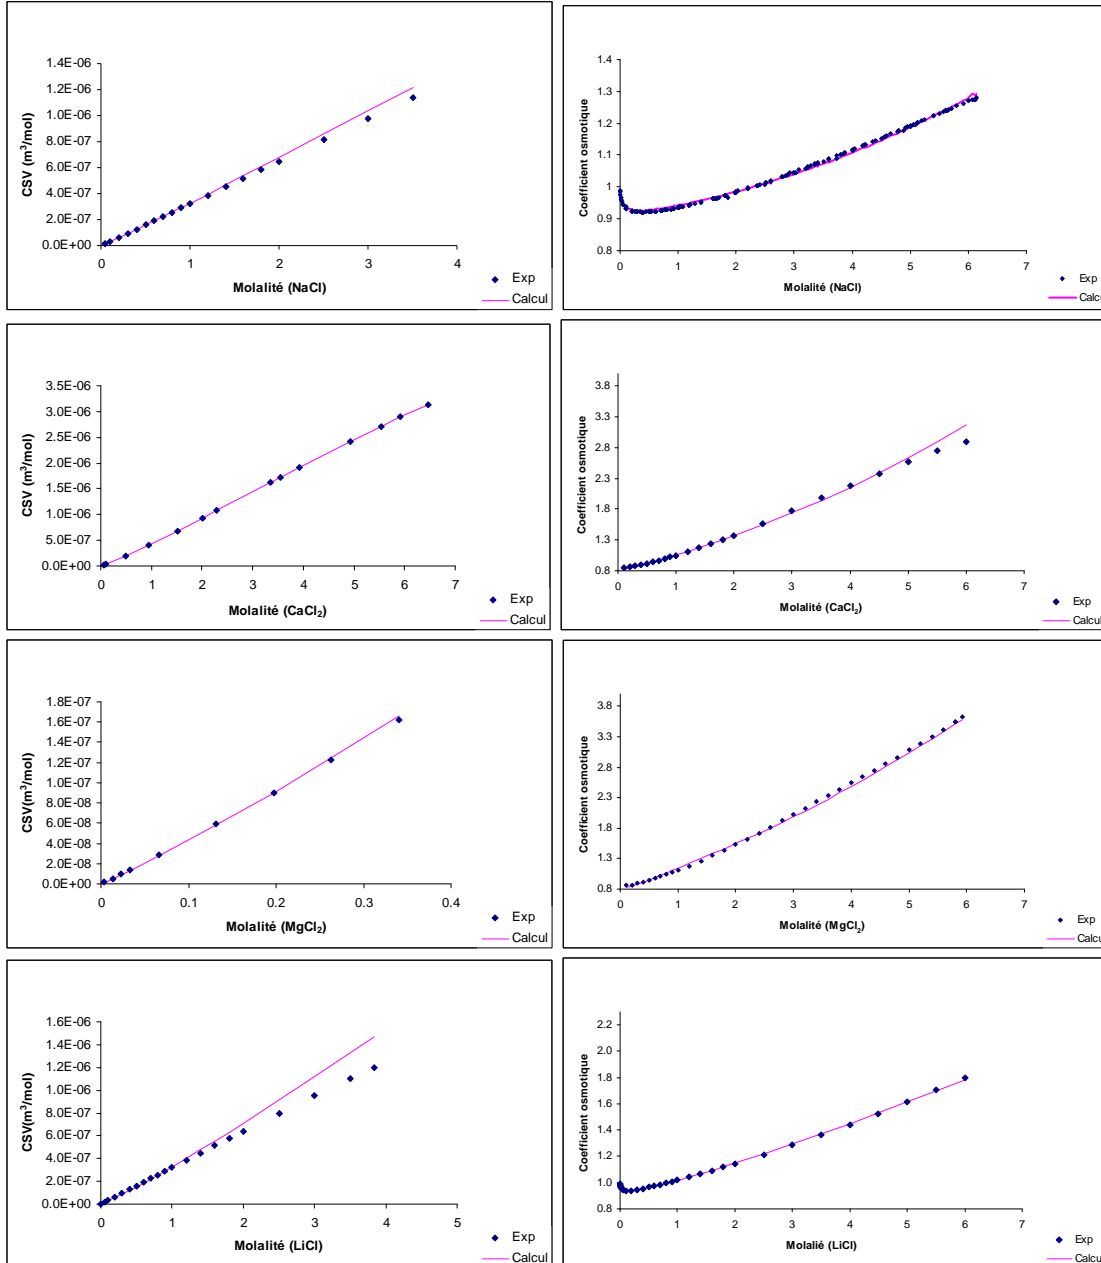 CSV (m³/mol)
1.4E-06
1.2E-06
1.0E-06
8.0E-07
6.0E-07
4.0E-07
2.0E-07
0.0E+00
0 1 2 3 4
Molalité (NaCl)
Exp
Calcul
Coefficient osmotique
1.4
1.3
1.2
1.1
1
0.9
0.8
0 1 2 3 4 5 6 7
Molalité (NaCl)
Exp
Calcu
CSV (m³/mol)
3.5E-06
3.0E-06
2.5E-06
2.0E-06
1.5E-06
1.0E-06
5.0E-07
0.0E+00
0 1 2 3 4 5 6 7
Molalité (CaCl₂)
Exp
Calcul
Coefficient osmotique
3.8
3.3
2.8
2.3
1.8
1.3
0.8
0 1 2 3 4 5 6 7
Molalité (CaCl₂)
Exp
Calcul
CSV(m³/mol)
1.8E-07
1.6E-07
1.4E-07
1.2E-07
1.0E-07
8.0E-08
6.0E-08
4.0E-08
2.0E-08
0.0E+00
0 0.1 0.2 0.3 0.4
Molalité (MgCl₂)
Exp
Calcul
Coefficient osmotique
3.8
3.3
2.8
2.3
1.8
1.3
0.8
0 1 2 3 4 5 6 7
Molalité (MgCl₂)
Exp
Calcu
CSV(m³/mol)
1.6E-06
1.4E-06
1.2E-06
1.0E-06
8.0E-07
6.0E-07
4.0E-07
2.0E-07
0.0E+00
0 1 2 3 4 5
Molalité (LiCl)
Exp
Calcul
Coefficient osmotique
2.2
2.0
1.8
1.6
1.4
1.2
1.0
0.8
0 1 2 3 4 5 6 7
Molalié (LiCl)
Exp
Calcu